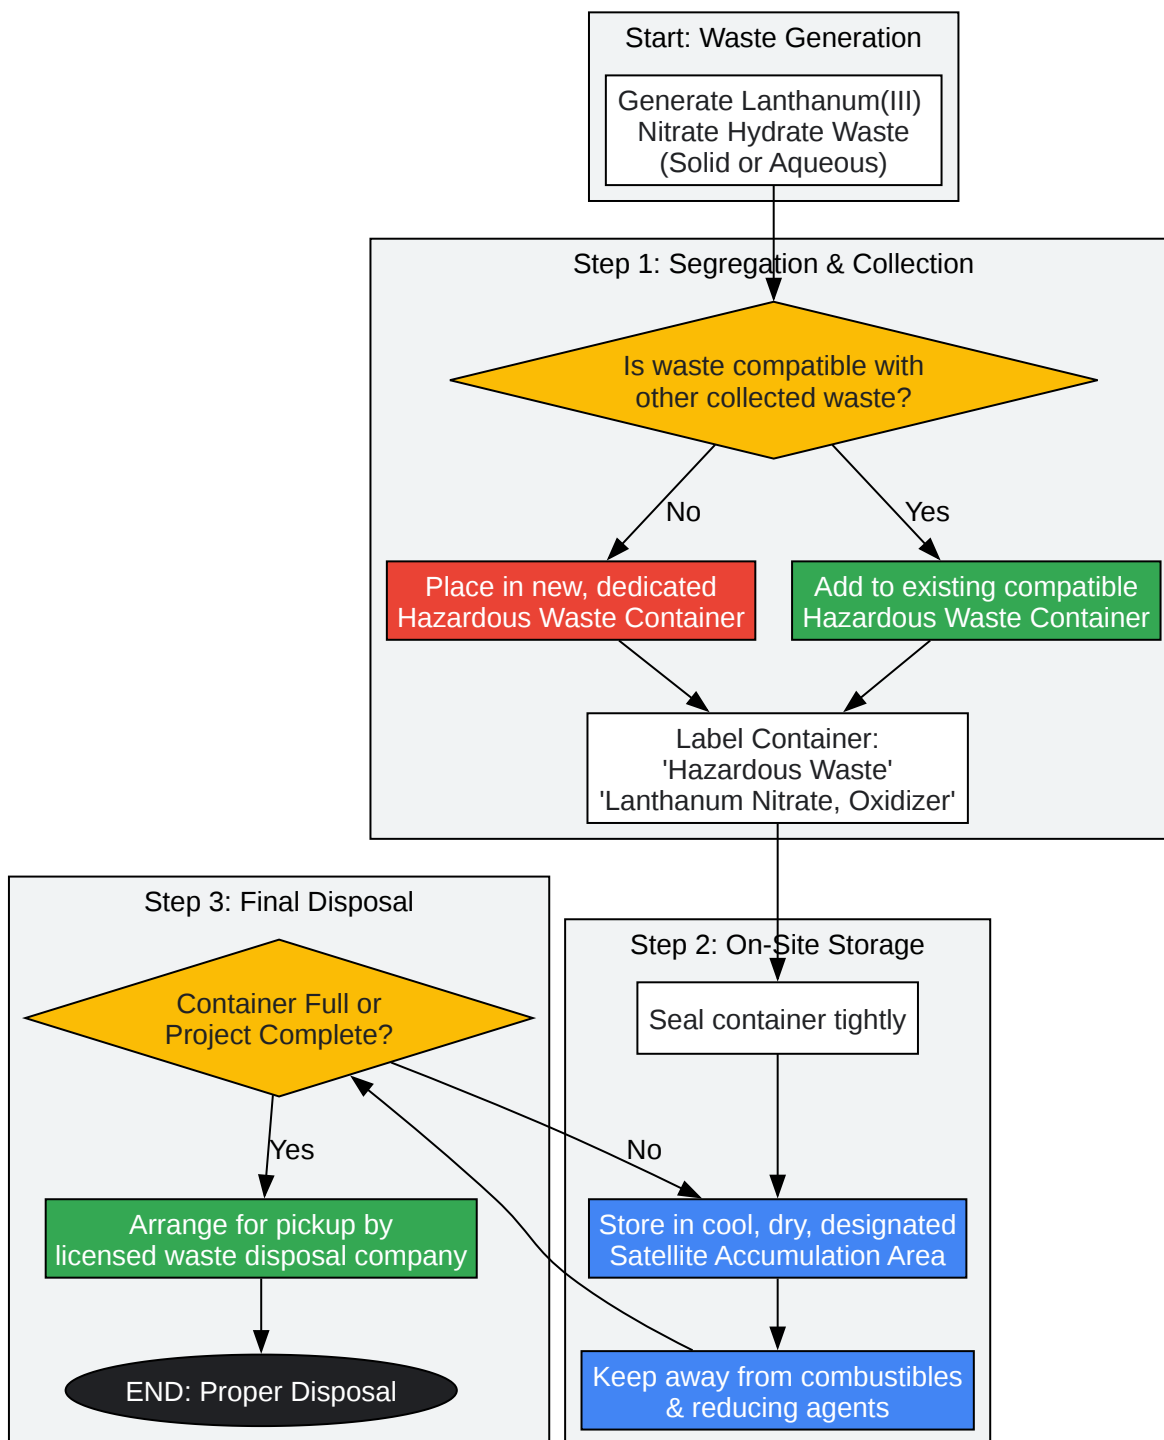 Start: Waste Generation
Generate Lanthanum(III)
Nitrate Hydrate Waste
(Solid or Aqueous)
Step 1: Segregation & Collection
Is waste compatible with
other collected waste?
No
Yes
Place in new, dedicated
Hazardous Waste Container
Add to existing compatible
Hazardous Waste Container
Label Container:
'Hazardous Waste'
'Lanthanum Nitrate, Oxidizer'
Step 2: On-Site Storage
Seal container tightly
Store in cool, dry, designated
Satellite Accumulation Area
Keep away from combustibles
& reducing agents
Step 3: Final Disposal
Container Full or
Project Complete?
Yes
No
Arrange for pickup by
licensed waste disposal company
END: Proper Disposal